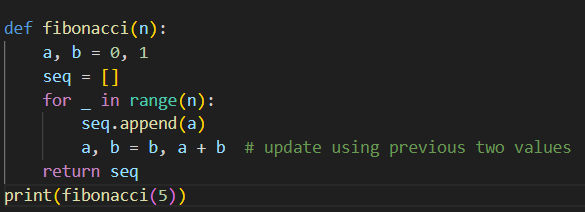 def fibonacci(n):
    a, b = 0, 1
    seq = []
    for _ in range(n):
        seq.append(a)
        a, b = b, a + b  # update using previous two values
    return seq
print(fibonacci(5))